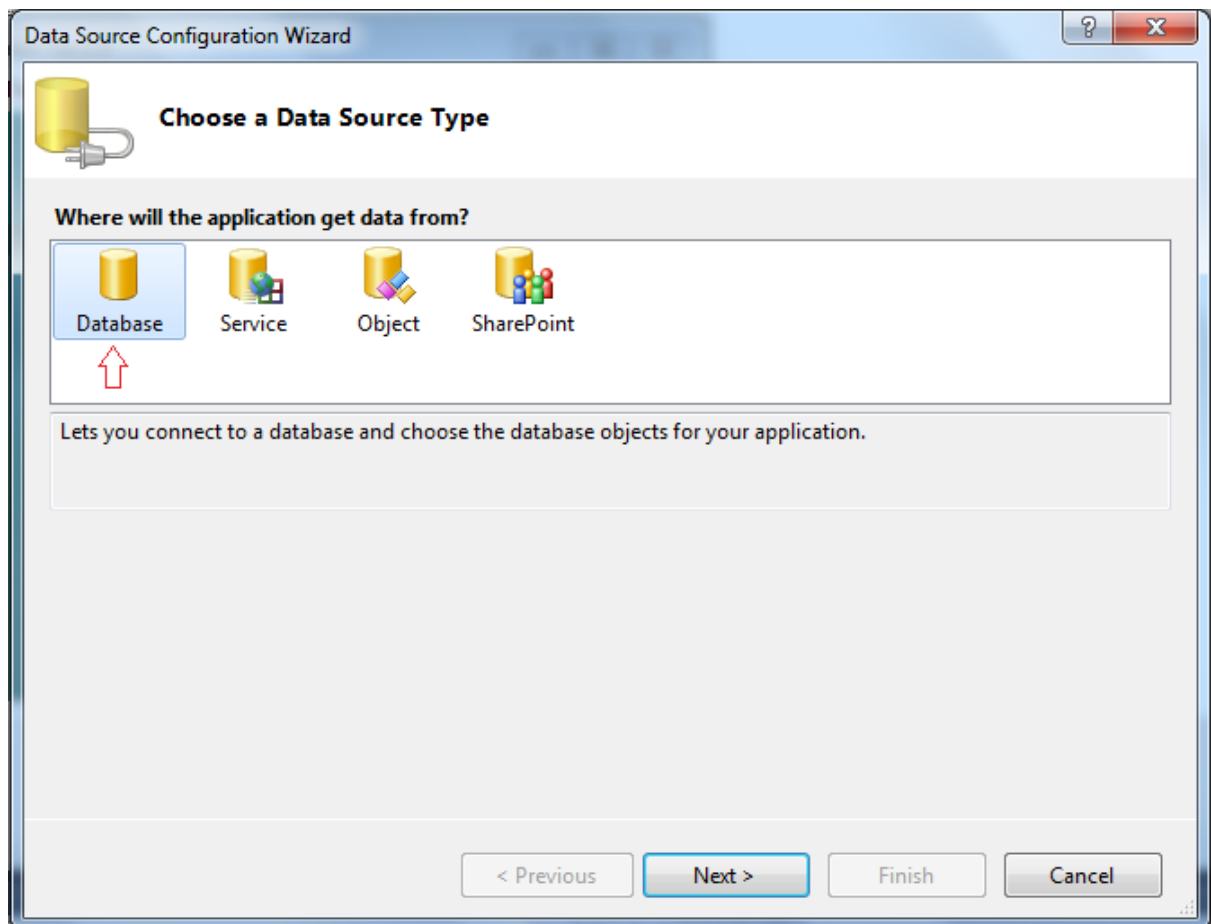 Data Source Configuration Wizard
?
X
Choose a Data Source Type
Where will the application get data from?
Database Service Object SharePoint
Lets you connect to a database and choose the database objects for your application.
< Previous Next > Finish Cancel